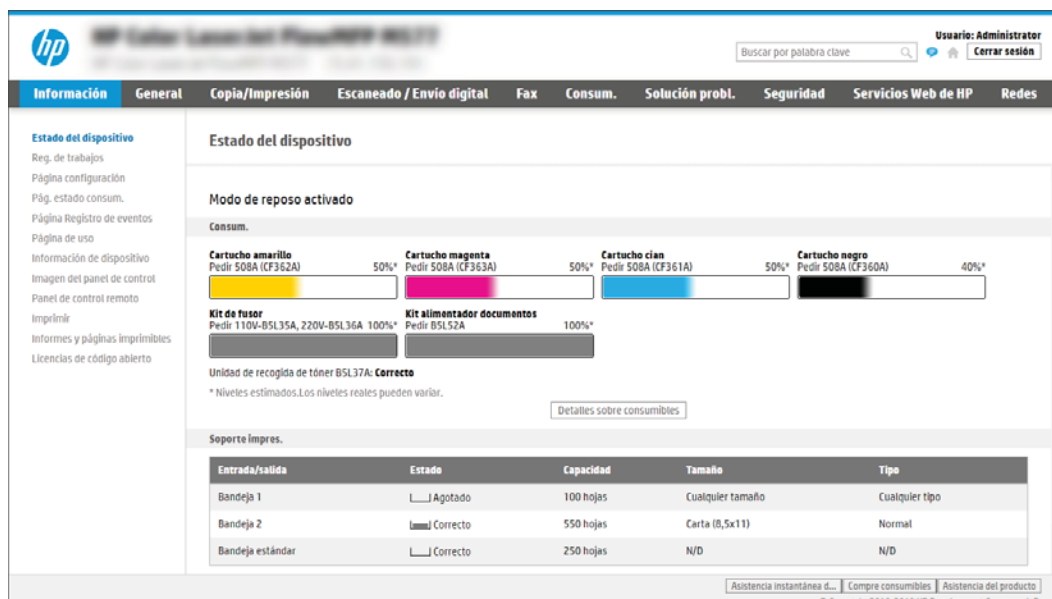 hp
Usuario: Administrator
Buscar por palabra clave
Cerrar sesión
Información General Copia/Impresión Escaneado / Envío digital Fax Consum. Solución probl. Seguridad Servicios Web de HP Redes
Estado del dispositivo
Reg. de trabajos
Página configuración
Pág. estado consum.
Página Registro de eventos
Página de uso
Información de dispositivo
Imagen del panel de control
Panel de control remoto
Imprimir
Informes y páginas imprimibles
Licencias de código abierto
Estado del dispositivo
Modo de reposo activado
Consum.
Cartucho amarillo
Pedir 508A (CF362A) 50%*
Cartucho magenta
Pedir 508A (CF363A) 50%*
Cartucho cian
Pedir 508A (CF361A) 50%*
Cartucho negro
Pedir 508A (CF360A) 40%*
Kit de fusor
Pedir 110V-B5L35A, 220V-B5L36A 100%*
Kit alimentador documentos
Pedir B5L52A 100%*
Unidad de recogida de tóner B5L37A: Correcto
* Niveles estimados.Los niveles reales pueden variar.
Detalles sobre consumibles
Soporte impres.
Entrada/salida Estado Capacidad Tamaño Tipo
Bandeja 1 Agotado 100 hojas Cualquier tamaño Cualquier tipo
Bandeja 2 Correcto 550 hojas Carta (8,5x11) Normal
Bandeja estándar Correcto 250 hojas N/D N/D
Asistencia instantánea d... Compre consumibles Asistencia del producto